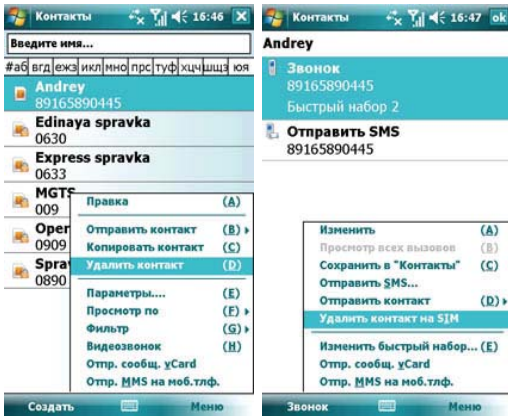 Контакты 16:46
Введите имя...
#аб вгд ежз икл мно прс туф хцч шщз юя
Andrey
89165890445
Edinaya spravka
0630
Express spravka
0633
MGTS
009
Oper
0909
Sprav
0890
Правка (A)
Отправить контакт (B)
Копировать контакт (C)
Удалить контакт (D)
Параметры.... (E)
Просмотр по (F)
Фильтр (G)
Видеозвонок (H)
Отпр. сообщ. vCard
Отпр. MMS на моб.тлф.
Создать Меню
Контакты 16:47 ok
Andrey
Звонок
89165890445
Быстрый набор 2
Отправить SMS
89165890445
Изменить (A)
Просмотр всех вызовов (B)
Сохранить в "Контакты" (C)
Отправить SMS...
Отправить контакт (D)
Удалить контакт на SIM
Изменить быстрый набор... (E)
Отпр. сообщ. vCard
Отпр. MMS на моб.тлф.
Звонок Меню